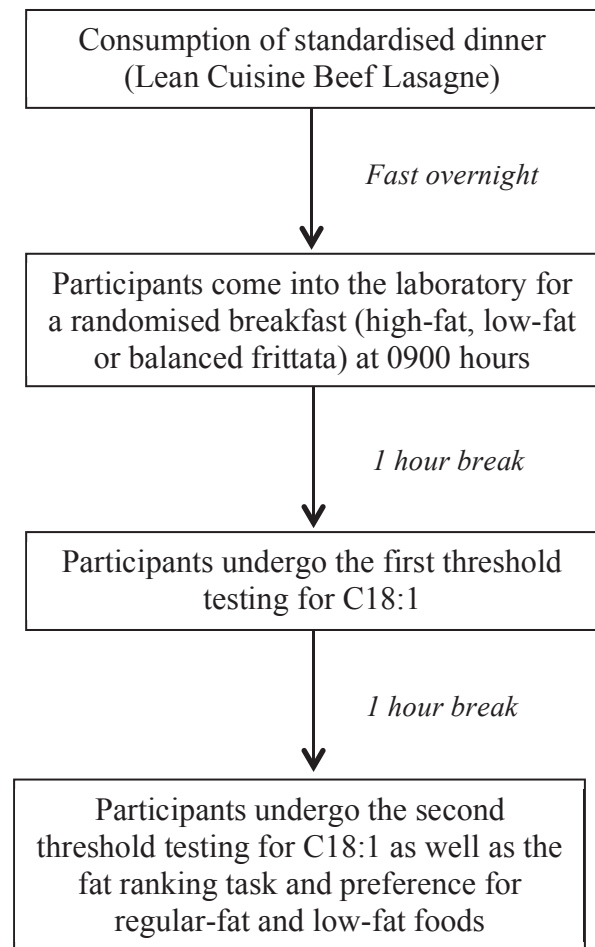 Consumption of standardised dinner
(Lean Cuisine Beef Lasagne)
Fast overnight
Participants come into the laboratory for
a randomised breakfast (high-fat, low-fat
or balanced frittata) at 0900 hours
1 hour break
Participants undergo the first threshold
testing for C18:1
1 hour break
Participants undergo the second
threshold testing for C18:1 as well as the
fat ranking task and preference for
regular-fat and low-fat foods